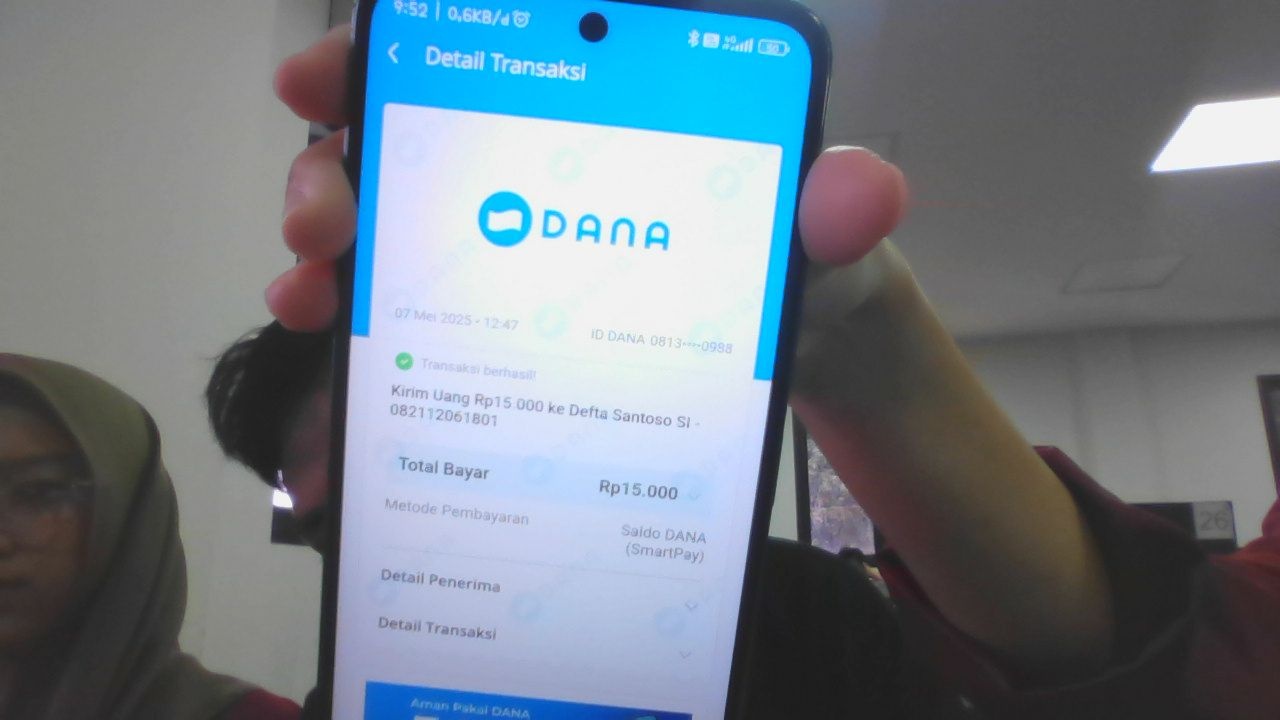 9:52 | 0,6KB/d
50
Detail Transaksi
DANA
07 Mei 2025 • 12:47
ID DANA 0813••••0988
Transaksi berhasil!
Kirim Uang Rp15 000 ke Defta Santoso SI -
082112061801
Total Bayar
Rp15.000
Metode Pembayaran
Saldo DANA
(SmartPay)
Detail Penerima
Detail Transaksi
Aman Pakai DANA
26